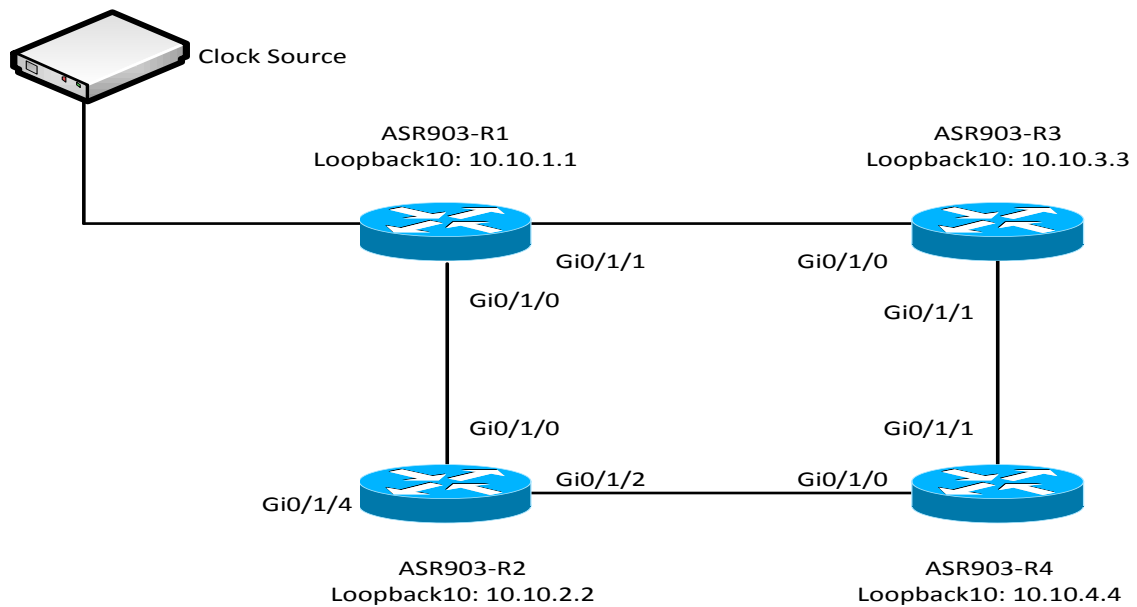 Clock Source
ASR903-R1
Loopback10: 10.10.1.1
ASR903-R3
Loopback10: 10.10.3.3
Gi0/1/1
Gi0/1/0
Gi0/1/0
Gi0/1/1
Gi0/1/0
Gi0/1/1
Gi0/1/4
Gi0/1/2
Gi0/1/0
ASR903-R2
Loopback10: 10.10.2.2
ASR903-R4
Loopback10: 10.10.4.4